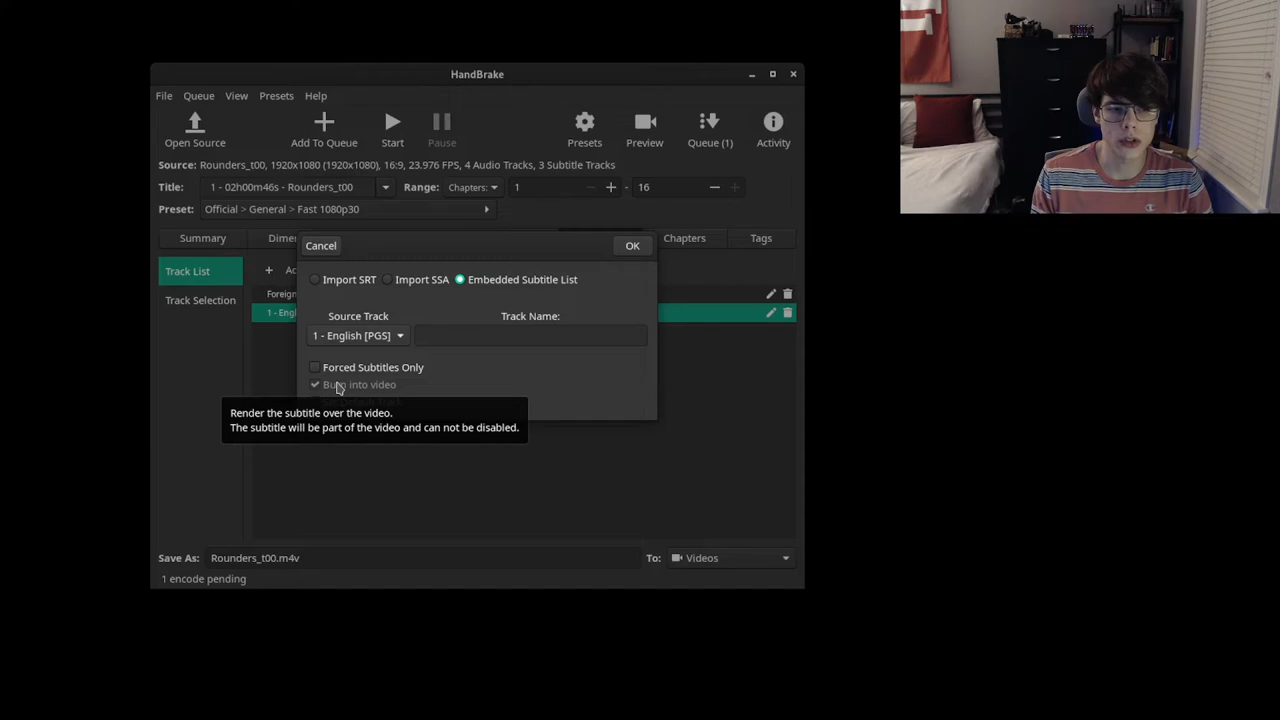 HandBrake
File Queue View Presets Help
Open Source Add To Queue Start Pause Presets Preview Queue (1) Activity
Source: Rounders_t00, 1920x1080 (1920x1080), 16:9, 23.976 FPS, 4 Audio Tracks, 3 Subtitle Tracks
Title: 1 - 02h00m46s - Rounders_t00 Range: Chapters: 1 - 16
Preset: Official > General > Fast 1080p30
Summary Chapters Tags
Cancel OK
Track List
Import SRT Import SSA Embedded Subtitle List
Track Selection
Foreign
1 - Engl
Source Track Track Name:
1 - English [PGS]
Forced Subtitles Only
Burn into video
Render the subtitle over the video.
The subtitle will be part of the video and can not be disabled.
Save As: Rounders_t00.m4v To: Videos
1 encode pending